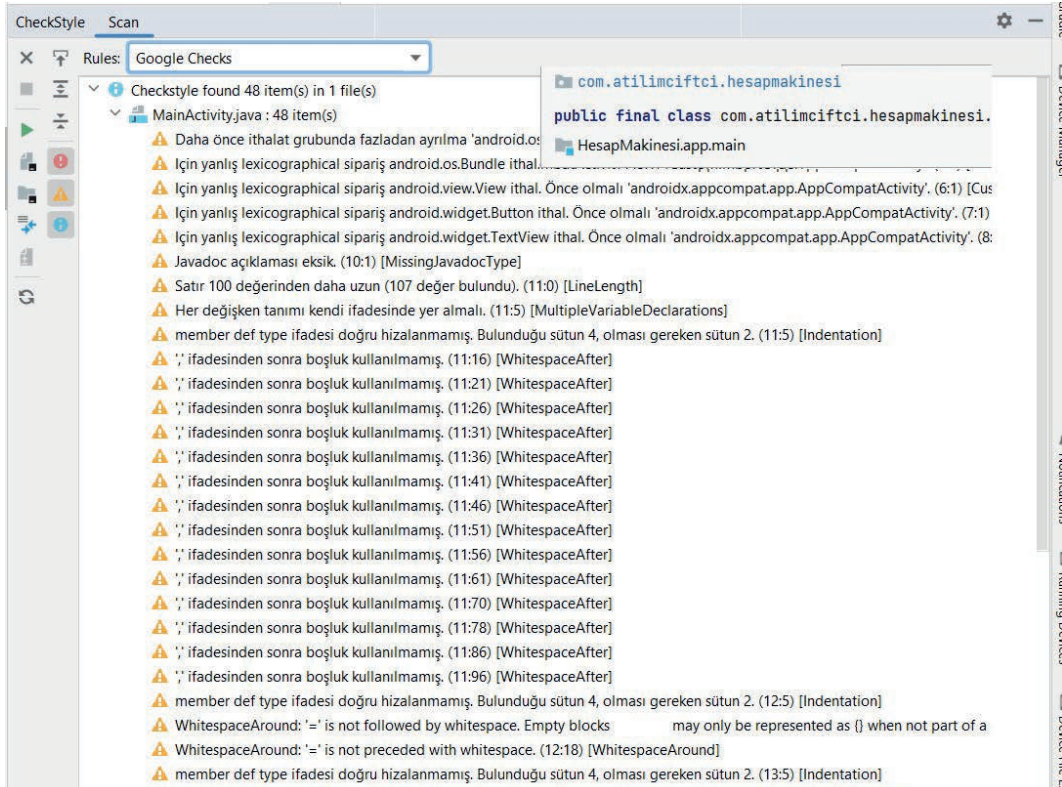 CheckStyle Scan
Rules: Google Checks
com.atilimciftci.hesapmakinesi
public final class com.atilimciftci.hesapmakinesi.
HesapMakinesi.app.main
Checkstyle found 48 item(s) in 1 file(s)
MainActivity.java : 48 item(s)
Daha önce ithalat grubunda fazladan ayrılma 'android.os
Için yanlış lexicographical sipariş android.os.Bundle ithal.
Için yanlış lexicographical sipariş android.view.View ithal. Önce olmalı 'androidx.appcompat.app.AppCompatActivity'. (6:1) [Cus
Için yanlış lexicographical sipariş android.widget.Button ithal. Önce olmalı 'androidx.appcompat.app.AppCompatActivity'. (7:1)
Için yanlış lexicographical sipariş android.widget.TextView ithal. Önce olmalı 'androidx.appcompat.app.AppCompatActivity'. (8:
Javadoc açıklaması eksik. (10:1) [MissingJavadocType]
Satır 100 değerinden daha uzun (107 değer bulundu). (11:0) [LineLength]
Her değişken tanımı kendi ifadesinde yer almalı. (11:5) [MultipleVariableDeclarations]
member def type ifadesi doğru hizalanmamış. Bulunduğu sütun 4, olması gereken sütun 2. (11:5) [Indentation]
',' ifadesinden sonra boşluk kullanılmamış. (11:16) [WhitespaceAfter]
',' ifadesinden sonra boşluk kullanılmamış. (11:21) [WhitespaceAfter]
',' ifadesinden sonra boşluk kullanılmamış. (11:26) [WhitespaceAfter]
',' ifadesinden sonra boşluk kullanılmamış. (11:31) [WhitespaceAfter]
',' ifadesinden sonra boşluk kullanılmamış. (11:36) [WhitespaceAfter]
',' ifadesinden sonra boşluk kullanılmamış. (11:41) [WhitespaceAfter]
',' ifadesinden sonra boşluk kullanılmamış. (11:46) [WhitespaceAfter]
',' ifadesinden sonra boşluk kullanılmamış. (11:51) [WhitespaceAfter]
',' ifadesinden sonra boşluk kullanılmamış. (11:56) [WhitespaceAfter]
',' ifadesinden sonra boşluk kullanılmamış. (11:61) [WhitespaceAfter]
',' ifadesinden sonra boşluk kullanılmamış. (11:70) [WhitespaceAfter]
',' ifadesinden sonra boşluk kullanılmamış. (11:78) [WhitespaceAfter]
',' ifadesinden sonra boşluk kullanılmamış. (11:86) [WhitespaceAfter]
',' ifadesinden sonra boşluk kullanılmamış. (11:96) [WhitespaceAfter]
member def type ifadesi doğru hizalanmamış. Bulunduğu sütun 4, olması gereken sütun 2. (12:5) [Indentation]
WhitespaceAround: '=' is not followed by whitespace. Empty blocks may only be represented as {} when not part of a
WhitespaceAround: '=' is not preceded with whitespace. (12:18) [WhitespaceAround]
member def type ifadesi doğru hizalanmamış. Bulunduğu sütun 4, olması gereken sütun 2. (13:5) [Indentation]